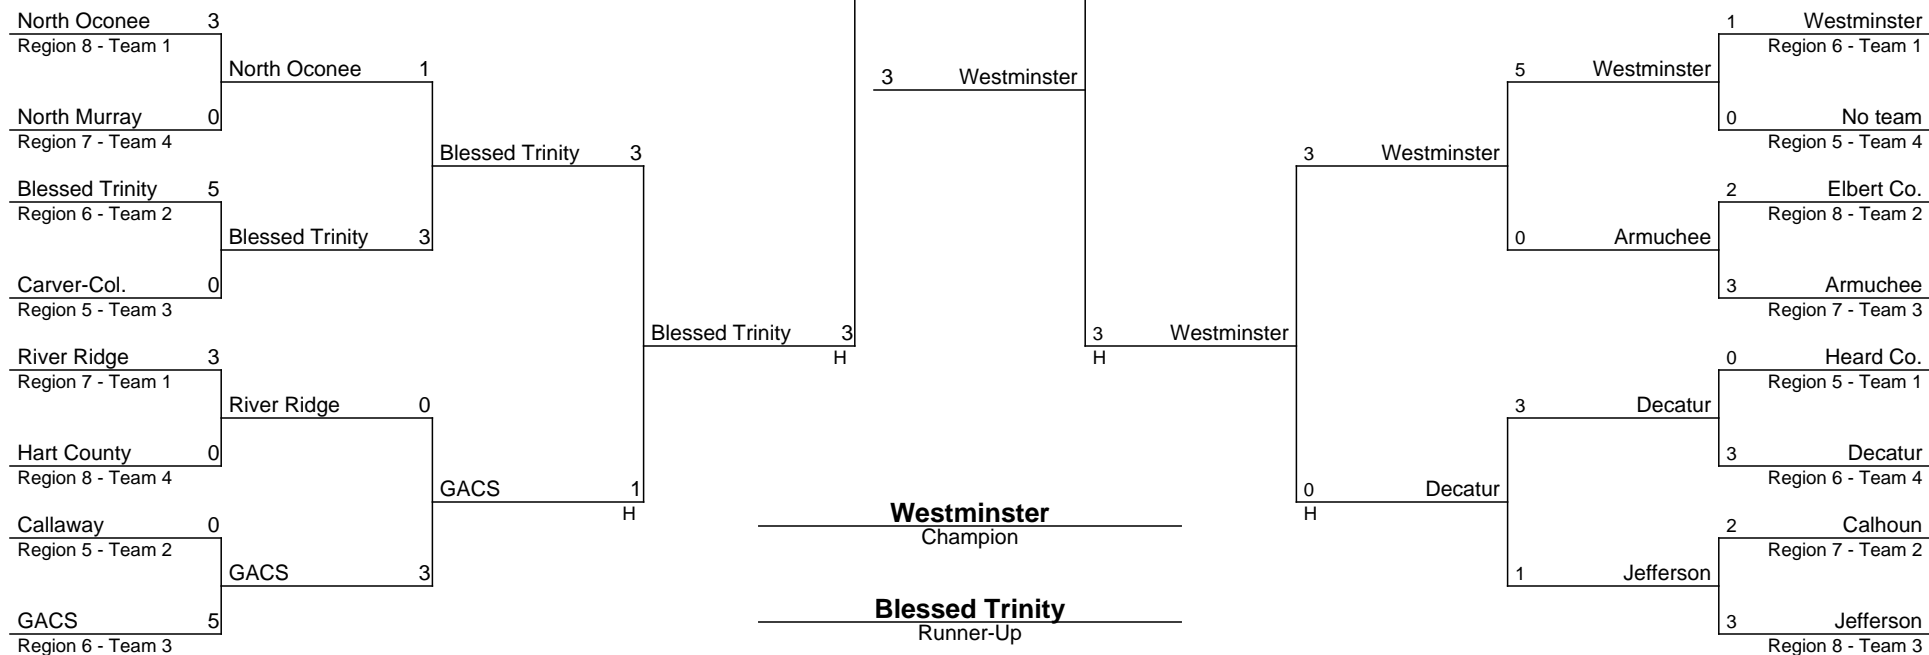 North Oconee 3
Region 8 - Team 1
North Oconee 1
North Murray 0
Region 7 - Team 4
Blessed Trinity 3
Blessed Trinity 5
Region 6 - Team 2
Blessed Trinity 3
Carver-Col. 0
Region 5 - Team 3
Blessed Trinity 3
H
River Ridge 3
Region 7 - Team 1
River Ridge 0
Hart County 0
Region 8 - Team 4
GACS 1
H
Callaway 0
Region 5 - Team 2
GACS 3
GACS 5
Region 6 - Team 3
3 Westminster
Westminster
Champion
Blessed Trinity
Runner-Up
1 Westminster
Region 6 - Team 1
5 Westminster
0 No team
Region 5 - Team 4
3 Westminster
2 Elbert Co.
Region 8 - Team 2
0 Armuchee
3 Armuchee
Region 7 - Team 3
3 Westminster
H
0 Heard Co.
Region 5 - Team 1
3 Decatur
3 Decatur
Region 6 - Team 4
0 Decatur
H
2 Calhoun
Region 7 - Team 2
1 Jefferson
3 Jefferson
Region 8 - Team 3